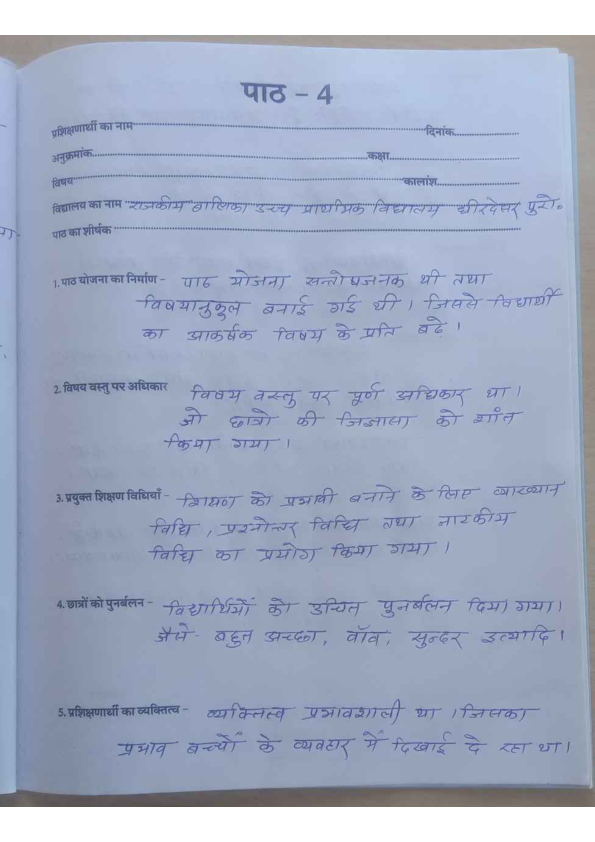 पाठ – 4
प्रशिक्षणार्थी का नाम दिनांक
अनुक्रमांक कक्षा
विषय कालांश
विद्यालय का नाम राजकीय बालिका उच्च प्राथमिक विद्यालय धीरदेसर पुरो॰
पाठ का शीर्षक
1. पाठ योजना का निर्माण – पाठ योजना सन्तोषजनक थी तथा
विषयानुकुल बनाई गई थी । जिससे विद्यार्थी
का आकर्षक विषय के प्रति बढे ।
2. विषय वस्तु पर अधिकार विषय वस्तु पर पूर्ण अधिकार था ।
जो छात्रो की जिज्ञासा को शांत
किया गया ।
3. प्रयुक्त शिक्षण विधियाँ – शिक्षण को प्रभावी बनाने के लिए व्याख्यान
विधि , प्रश्नोत्तर विधि तथा नाटकीय
विधि का प्रयोग किया गया ।
4. छात्रों को पुनर्बलन – विद्यार्थियों को उचित पुनर्बलन दिया गया ।
जैसे - बहुत अच्छा, वॉव, सुन्दर इत्यादि ।
5. प्रशिक्षणार्थी का व्यक्तित्व – व्यक्तित्व प्रभावशाली था । जिसका
प्रभाव बच्चों के व्यवहार में दिखाई दे रहा था ।